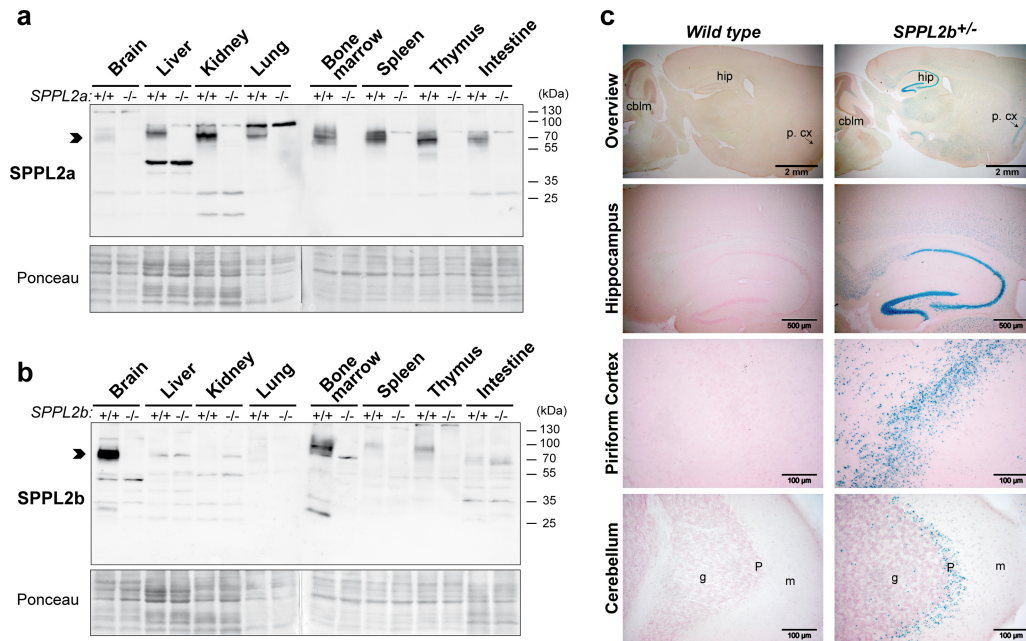 a
Brain Liver Kidney Lung Bone marrow Spleen Thymus Intestine
SPPL2a: +/+ -/- +/+ -/- +/+ -/- +/+ -/- +/+ -/- +/+ -/- +/+ -/- +/+ -/- (kDa)
130
100
70
55
35
25
SPPL2a
Ponceau
b
Brain Liver Kidney Lung Bone marrow Spleen Thymus Intestine
SPPL2b: +/+ -/- +/+ -/- +/+ -/- +/+ -/- +/+ -/- +/+ -/- +/+ -/- +/+ -/- (kDa)
130
100
70
55
35
25
SPPL2b
Ponceau
c
Wild type SPPL2b+/-
Overview
hip
cblm
p. cx
2 mm
hip
cblm
p. cx
2 mm
Hippocampus
500 µm
500 µm
Piriform Cortex
100 µm
100 µm
Cerebellum
g P m
100 µm
g P m
100 µm